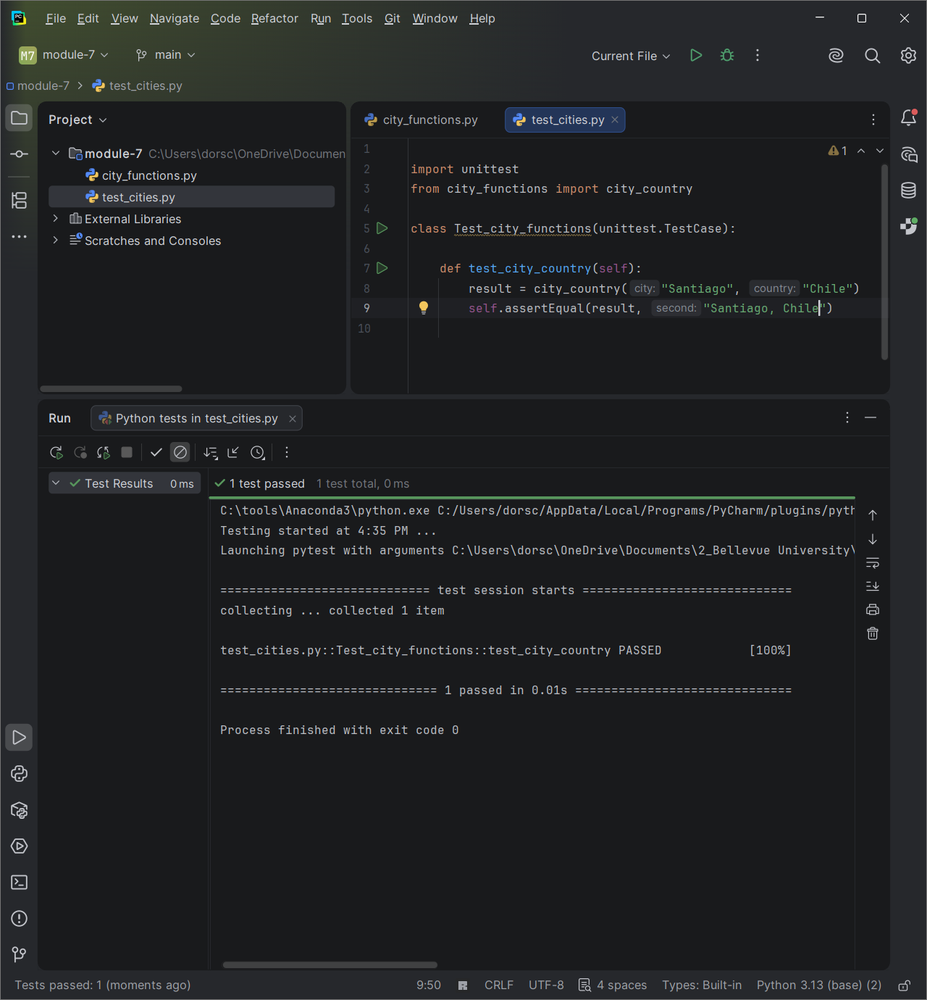 File Edit View Navigate Code Refactor Run Tools Git Window Help
M7 module-7 main Current File
module-7 > test_cities.py
Project
module-7 C:\Users\dorsc\OneDrive\Documen
city_functions.py
test_cities.py
External Libraries
Scratches and Consoles
city_functions.py test_cities.py
1
1
2 import unittest
3 from city_functions import city_country
4
5 class Test_city_functions(unittest.TestCase):
6
7 def test_city_country(self):
8 result = city_country( city: "Santiago", country: "Chile")
9 self.assertEqual(result, second: "Santiago, Chile")
10
Run Python tests in test_cities.py
Test Results 0 ms
1 test passed 1 test total, 0 ms
C:\tools\Anaconda3\python.exe C:/Users/dorsc/AppData/Local/Programs/PyCharm/plugins/pyth
Testing started at 4:35 PM ...
Launching pytest with arguments C:\Users\dorsc\OneDrive\Documents\2_Bellevue University\
============================= test session starts =============================
collecting ... collected 1 item
test_cities.py::Test_city_functions::test_city_country PASSED [100%]
============================== 1 passed in 0.01s ==============================
Process finished with exit code 0
Tests passed: 1 (moments ago) 9:50 CRLF UTF-8 4 spaces Types: Built-in Python 3.13 (base) (2)